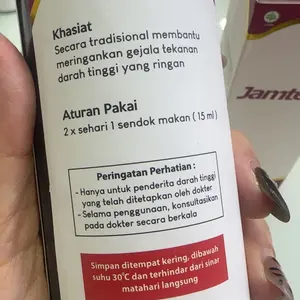 Khasiat
Secara tradisional membantu
meringankan gejala tekanan
darah tinggi yang ringan
Aturan Pakai
2 x sehari 1 sendok makan ( 15 ml )
Peringatan Perhatian :
- Hanya untuk penderita darah tinggi
yang telah ditetapkan oleh dokter
- Selama penggunaan, konsultasikan
pada dokter secara berkala
Simpan ditempat kering, dibawah
suhu 30°C dan terhindar dari sinar
matahari langsung